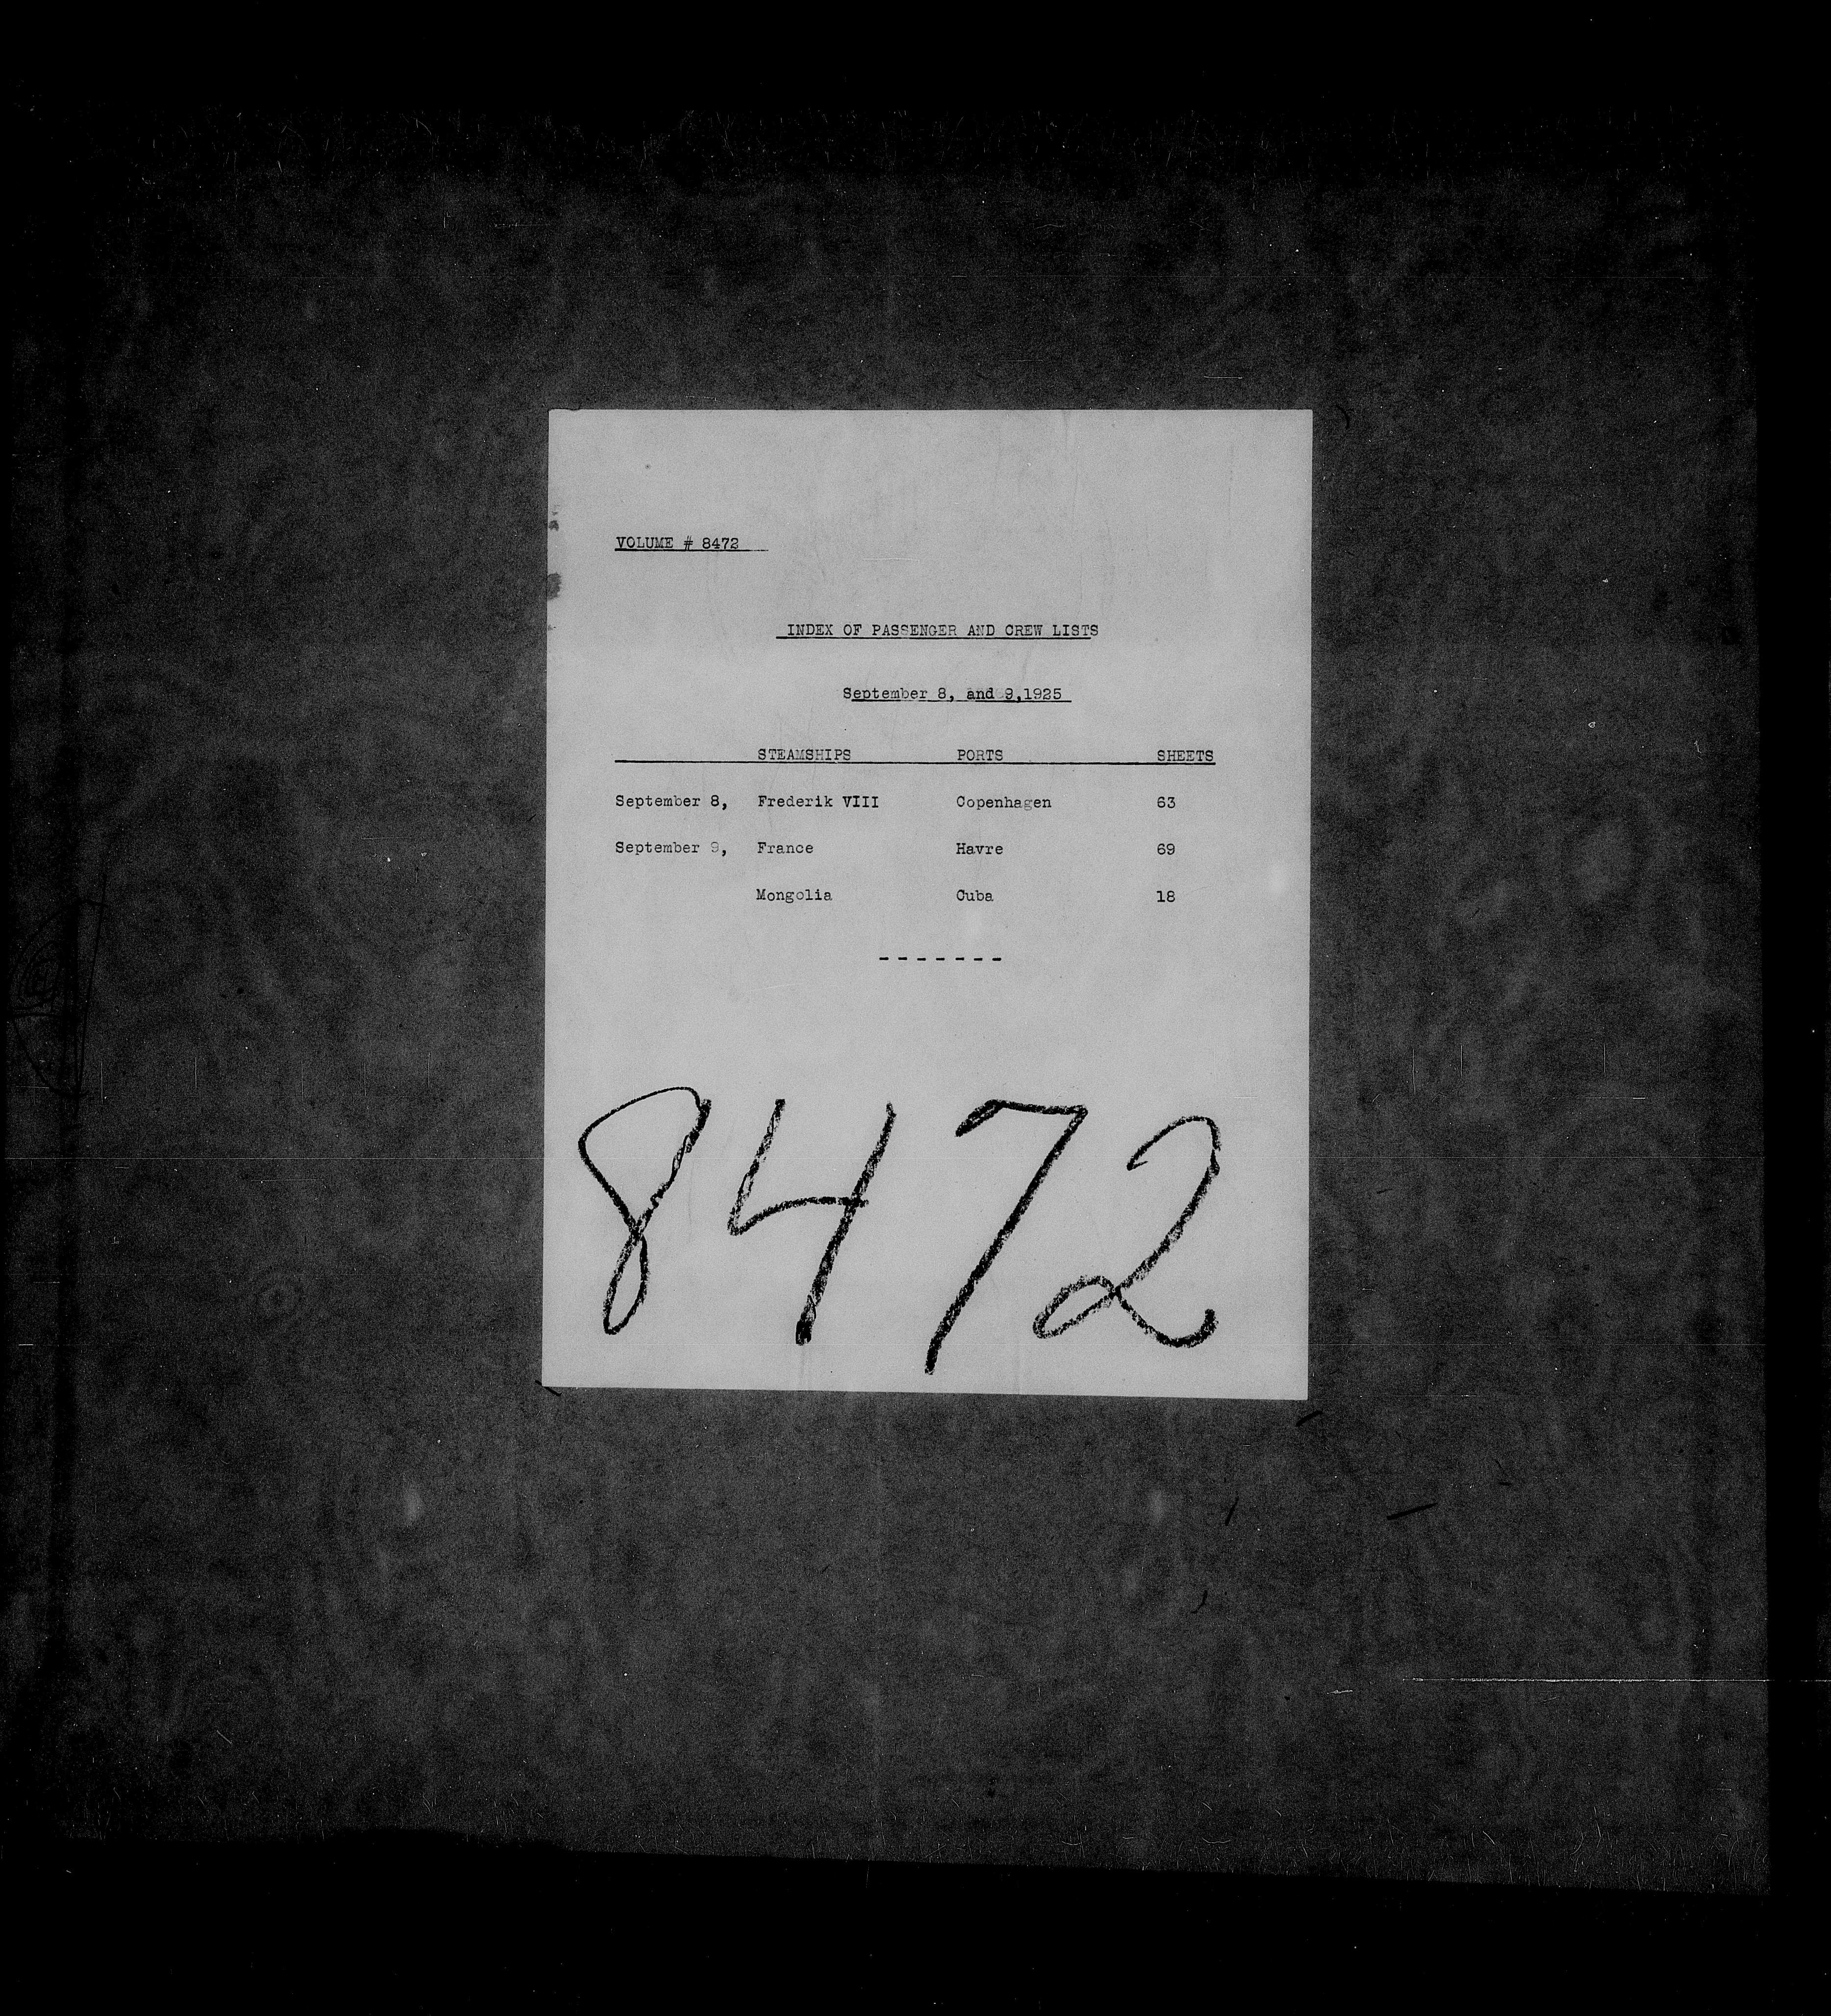 VOLUME # 8472
INDEX OF PASSENGER AND CREW LISTS
September 8, and 9,1925
STEAMSHIPS PORTS SHEETS
September 8, Frederik VIII Copenhagen 63
September 9, France Havre 69
Mongolia Cuba 18
- - - - - - -
8472